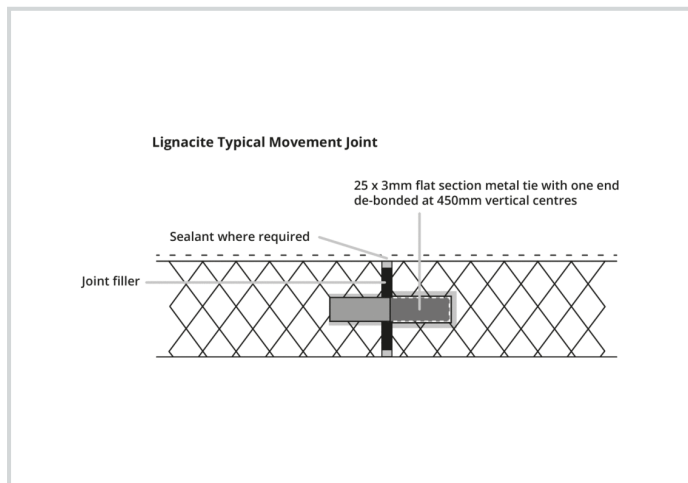 Lignacite Typical Movement Joint
25 x 3mm flat section metal tie with one end
de-bonded at 450mm vertical centres
Sealant where required
Joint filler